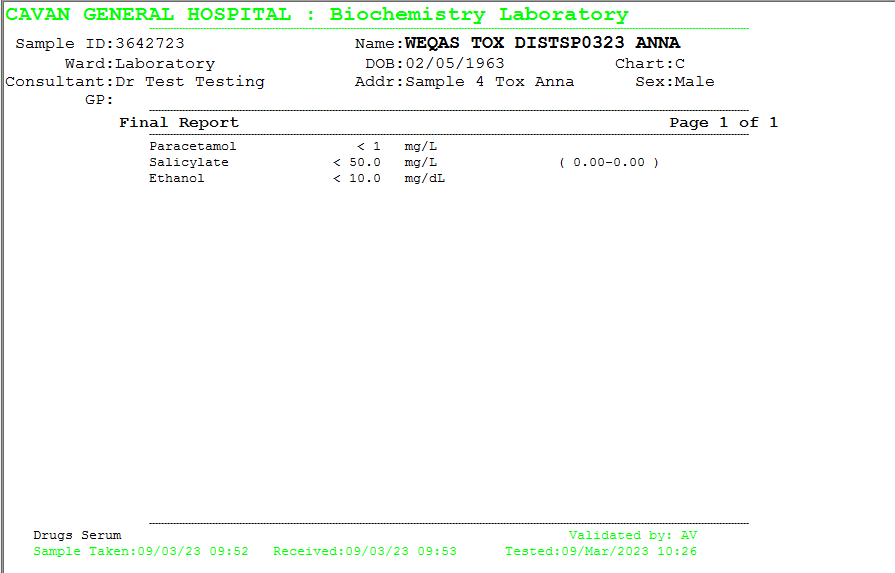 CAVAN GENERAL HOSPITAL : Biochemistry Laboratory
Sample ID:3642723 Name:WEQAS TOX DISTSP0323 ANNA
Ward:Laboratory DOB:02/05/1963 Chart:C
Consultant:Dr Test Testing Addr:Sample 4 Tox Anna Sex:Male
GP:
Final Report Page 1 of 1
Paracetamol < 1 mg/L
Salicylate < 50.0 mg/L ( 0.00-0.00 )
Ethanol < 10.0 mg/dL
Drugs Serum Validated by: AV
Sample Taken:09/03/23 09:52 Received:09/03/23 09:53 Tested:09/Mar/2023 10:26